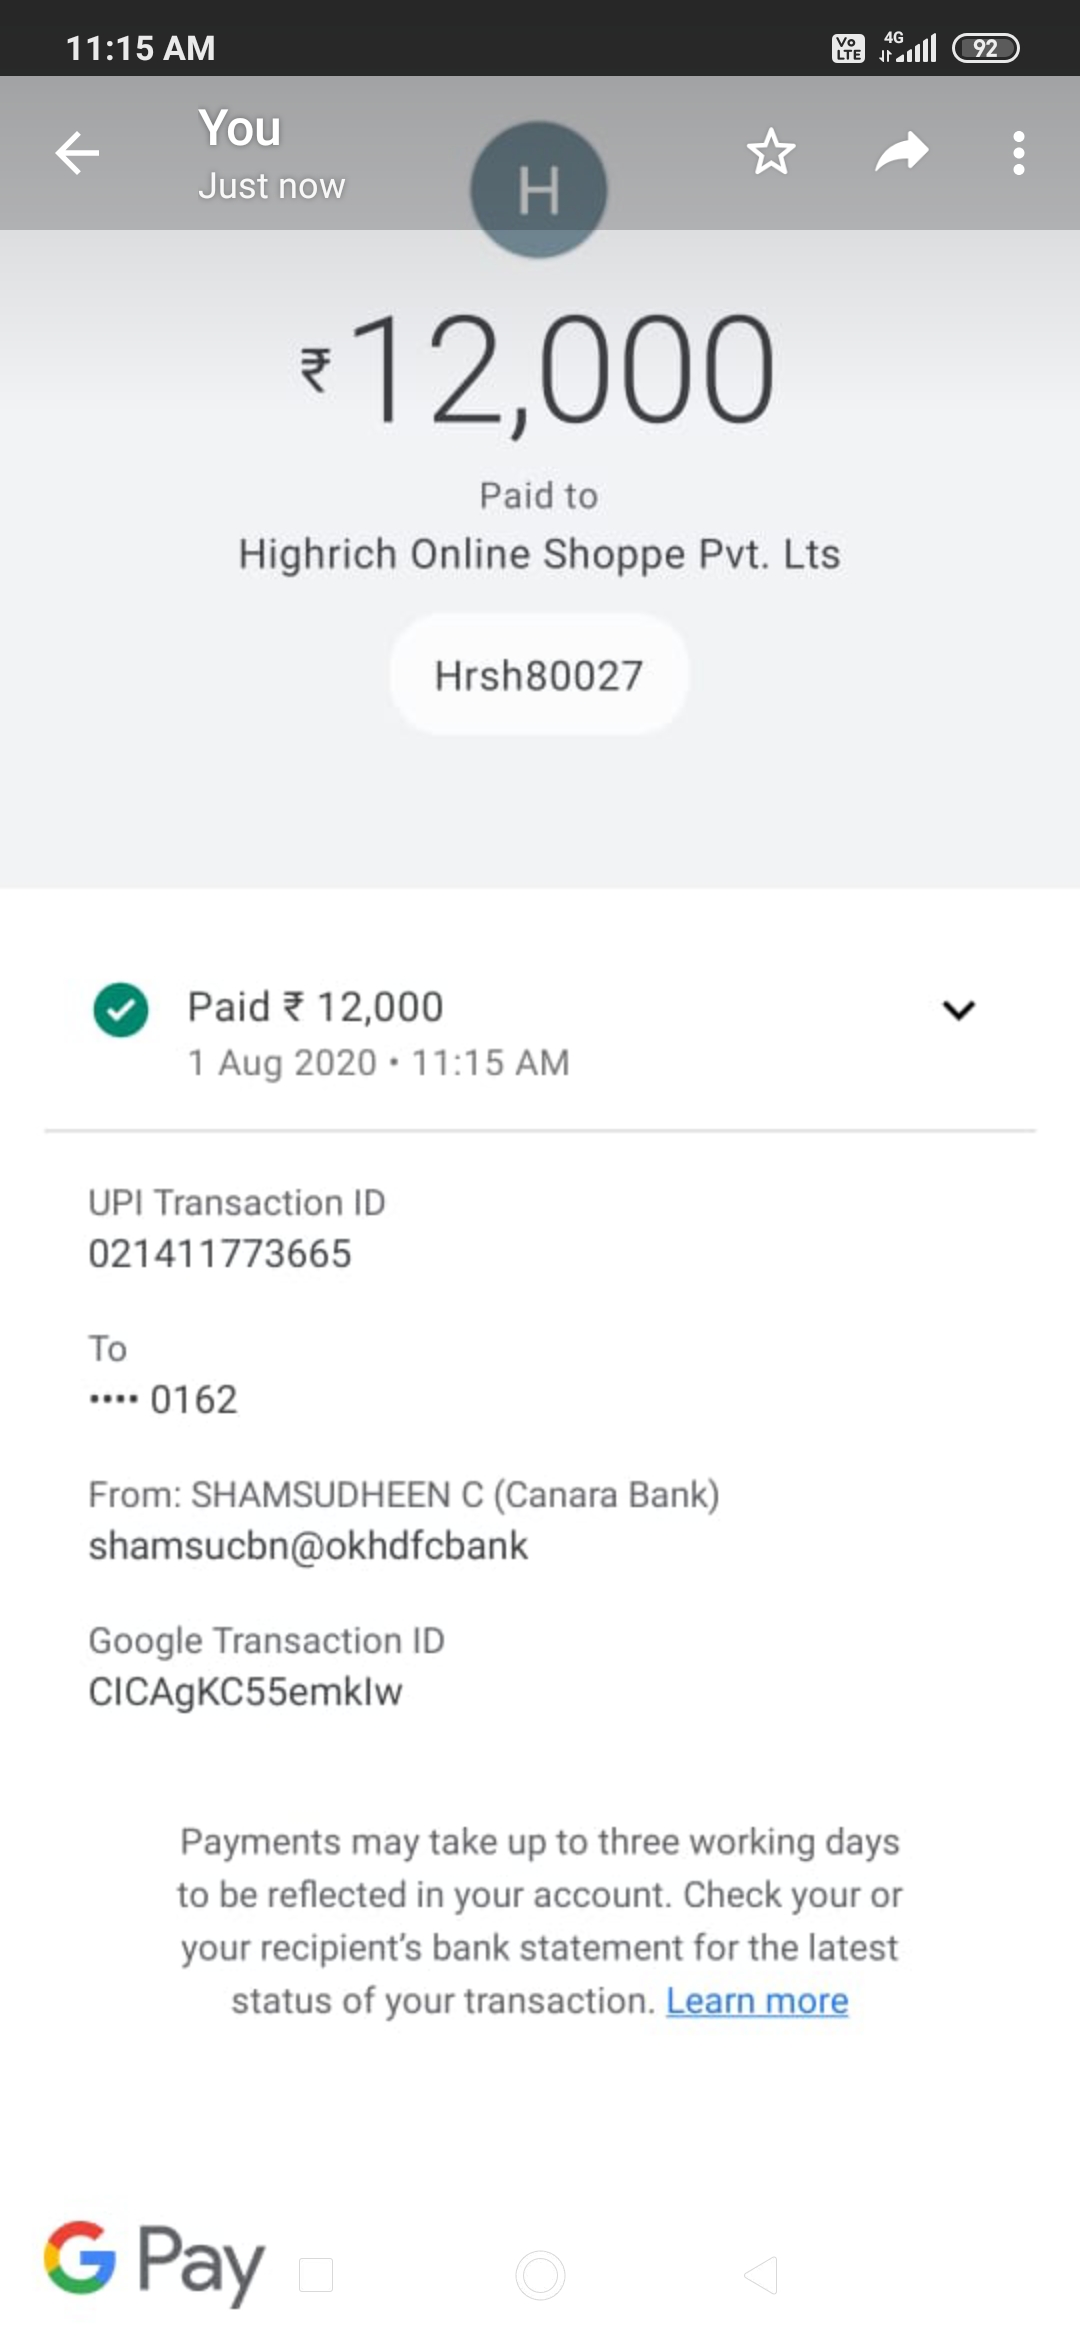 11:15 AM
Vo LTE 4G 92
You
Just now
H
₹12,000
Paid to
Highrich Online Shoppe Pvt. Lts
Hrsh80027
Paid ₹ 12,000
1 Aug 2020 • 11:15 AM
UPI Transaction ID
021411773665
To
•••• 0162
From: SHAMSUDHEEN C (Canara Bank)
shamsucbn@okhdfcbank
Google Transaction ID
CICAgKC55emkIw
Payments may take up to three working days
to be reflected in your account. Check your or
your recipient’s bank statement for the latest
status of your transaction. Learn more
G Pay